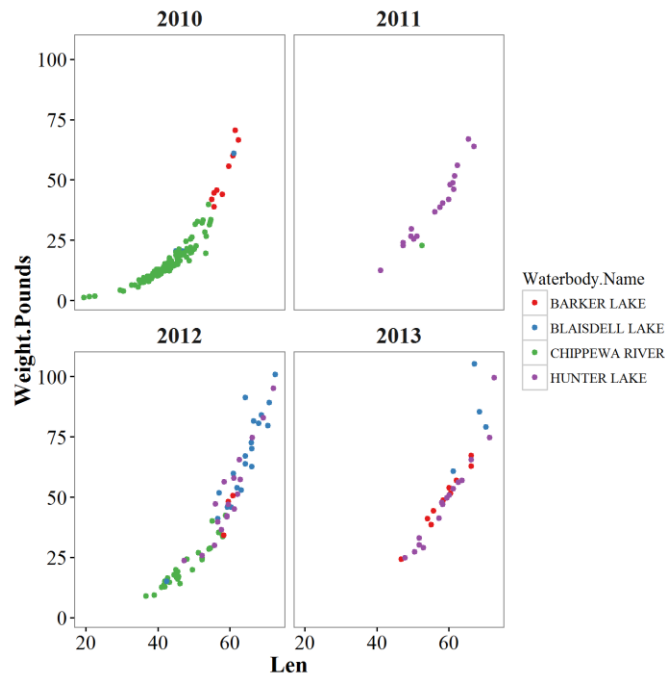 2010
2011
100
75
50
25
0
Weight.Pounds
2012
2013
100
75
50
25
0
20
40
60
20
40
60
Len
Waterbody.Name
BARKER LAKE
BLAISDELL LAKE
CHIPPEWA RIVER
HUNTER LAKE